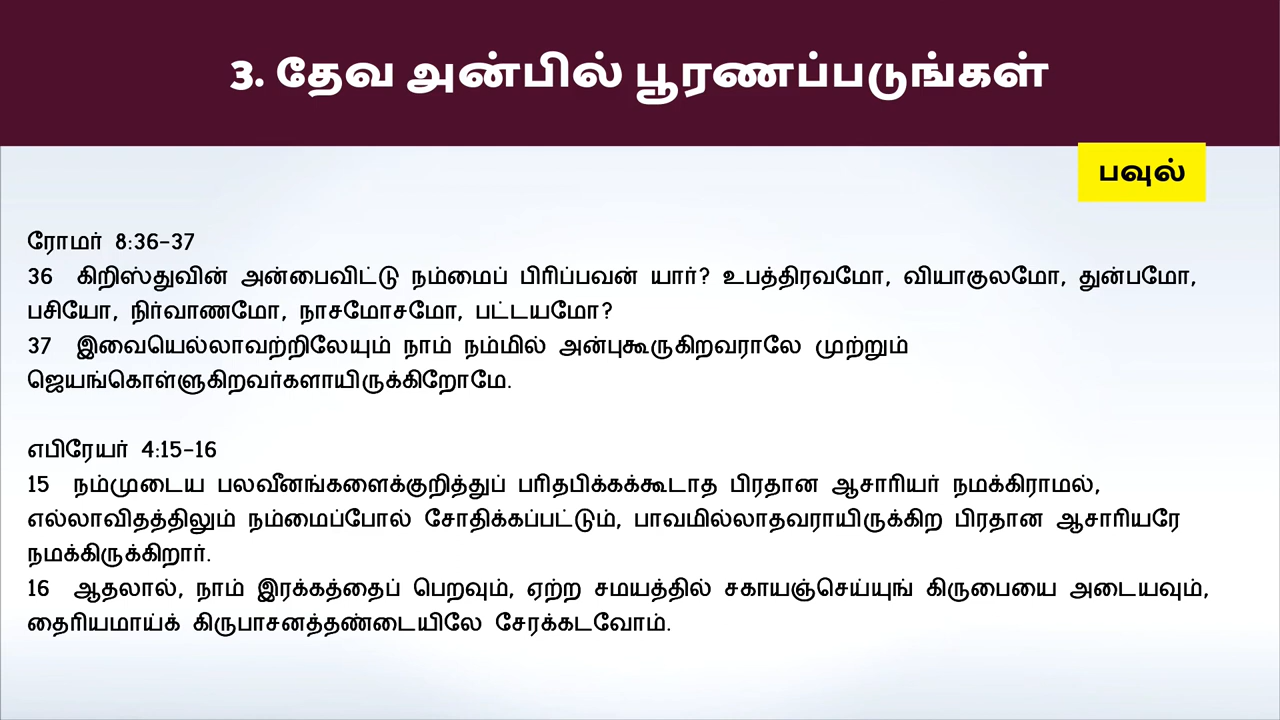 3. தேவ அன்பில் பூரணப்படுங்கள்
பவுல்
ரோமர் 8:36-37
36 கிறிஸ்துவின் அன்பைவிட்டு நம்மைப் பிரிப்பவன் யார்? உபத்திரவமோ, வியாகுலமோ, துன்பமோ,
பசியோ, நிர்வாணமோ, நாசமோசமோ, பட்டயமோ?
37 இவையெல்லாவற்றிலேயும் நாம் நம்மில் அன்புகூருகிறவராலே முற்றும்
ஜெயங்கொள்ளுகிறவர்களாயிருக்கிறோமே.
எபிரேயர் 4:15-16
15 நம்முடைய பலவீனங்களைக்குறித்துப் பரிதபிக்கக்கூடாத பிரதான ஆசாரியர் நமக்கிராமல்,
எல்லாவிதத்திலும் நம்மைப்போல் சோதிக்கப்பட்டும், பாவமில்லாதவராயிருக்கிற பிரதான ஆசாரியரே
நமக்கிருக்கிறார்.
16 ஆதலால், நாம் இரக்கத்தைப் பெறவும், ஏற்ற சமயத்தில் சகாயஞ்செய்யுங் கிருபையை அடையவும்,
தைரியமாய்க் கிருபாசனத்தண்டையிலே சேரக்கடவோம்.